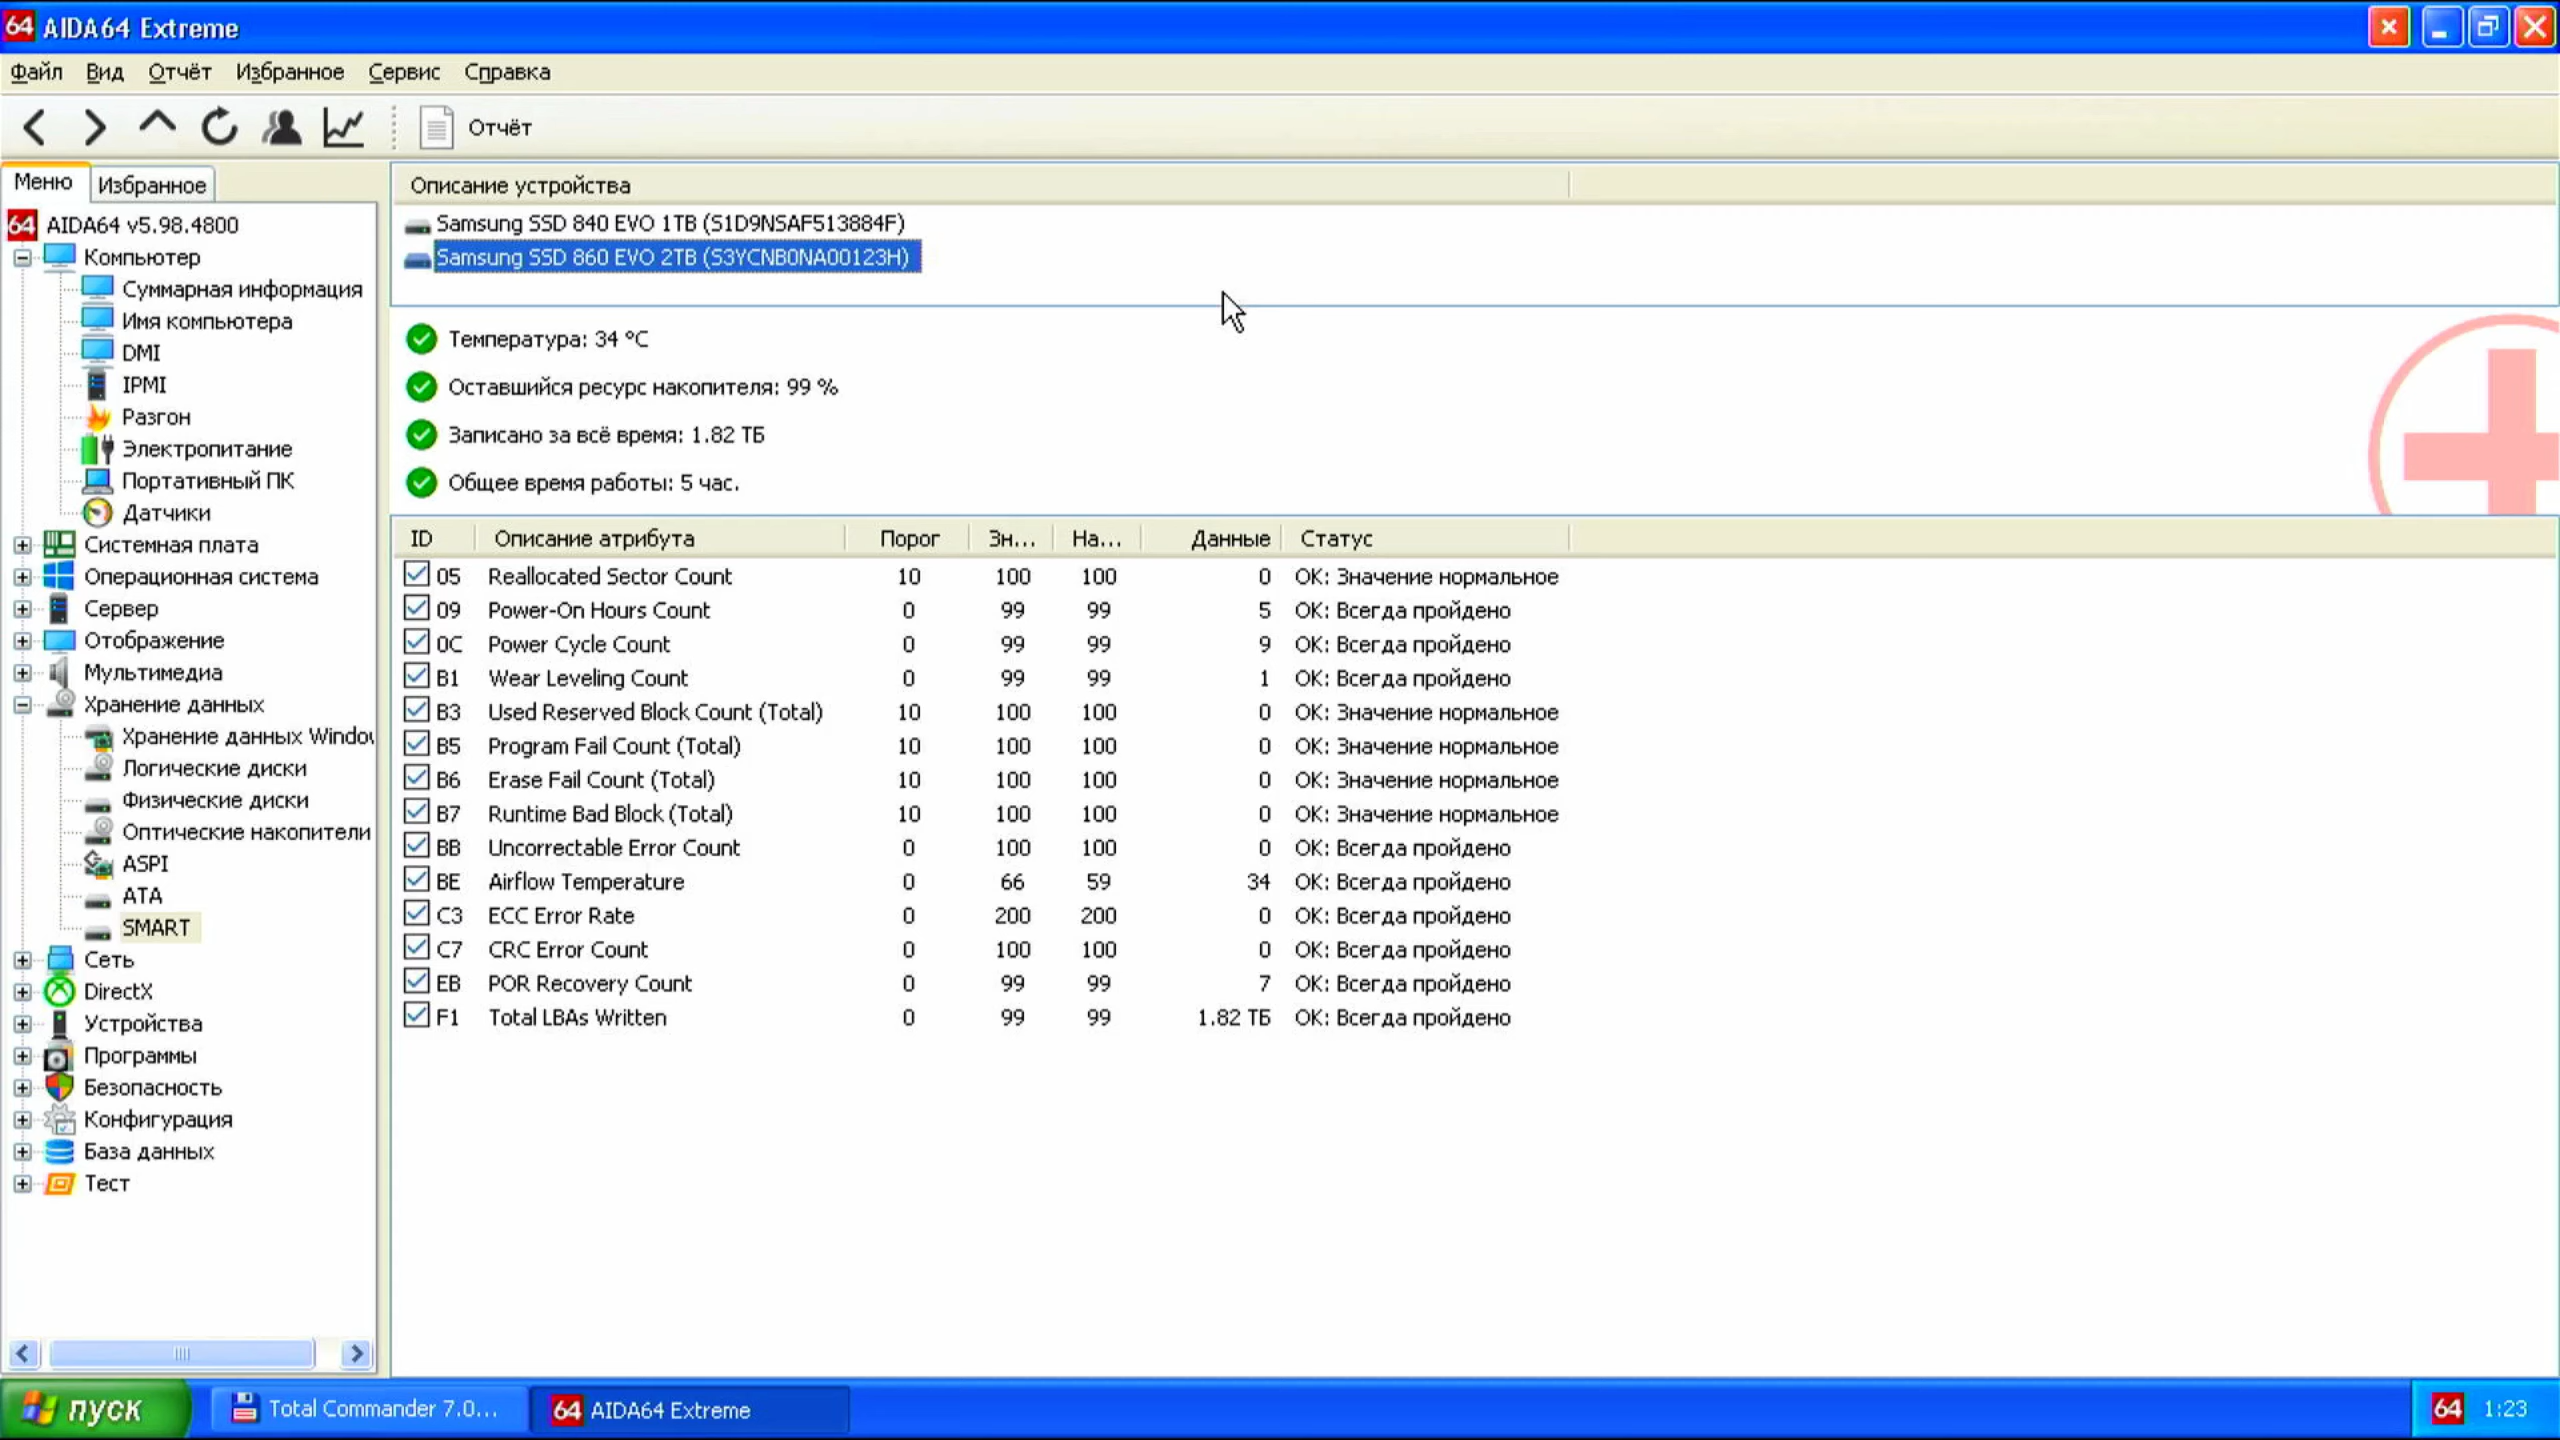 64 AIDA64 Extreme
Файл Вид Отчёт Избранное Сервис Справка
Отчёт
Меню Избранное
64 AIDA64 v5.98.4800
Компьютер
Суммарная информация
Имя компьютера
DMI
IPMI
Разгон
Электропитание
Портативный ПК
Датчики
Системная плата
Операционная система
Сервер
Отображение
Мультимедиа
Хранение данных
Хранение данных Window
Логические диски
Физические диски
Оптические накопители
ASPI
ATA
SMART
Сеть
DirectX
Устройства
Программы
Безопасность
Конфигурация
База данных
Тест
Описание устройства
Samsung SSD 840 EVO 1TB (S1D9NSAF513884F)
Samsung SSD 860 EVO 2TB (S3YCNB0NA00123H)
Температура: 34 °C
Оставшийся ресурс накопителя: 99 %
Записано за всё время: 1.82 ТБ
Общее время работы: 5 час.
ID Описание атрибута Порог Зн... На... Данные Статус
05 Reallocated Sector Count 10 100 100 0 OK: Значение нормальное
09 Power-On Hours Count 0 99 99 5 OK: Всегда пройдено
0C Power Cycle Count 0 99 99 9 OK: Всегда пройдено
B1 Wear Leveling Count 0 99 99 1 OK: Всегда пройдено
B3 Used Reserved Block Count (Total) 10 100 100 0 OK: Значение нормальное
B5 Program Fail Count (Total) 10 100 100 0 OK: Значение нормальное
B6 Erase Fail Count (Total) 10 100 100 0 OK: Значение нормальное
B7 Runtime Bad Block (Total) 10 100 100 0 OK: Значение нормальное
BB Uncorrectable Error Count 0 100 100 0 OK: Всегда пройдено
BE Airflow Temperature 0 66 59 34 OK: Всегда пройдено
C3 ECC Error Rate 0 200 200 0 OK: Всегда пройдено
C7 CRC Error Count 0 100 100 0 OK: Всегда пройдено
EB POR Recovery Count 0 99 99 7 OK: Всегда пройдено
F1 Total LBAs Written 0 99 99 1.82 ТБ OK: Всегда пройдено
пуск Total Commander 7.0... 64 AIDA64 Extreme 64 1:23